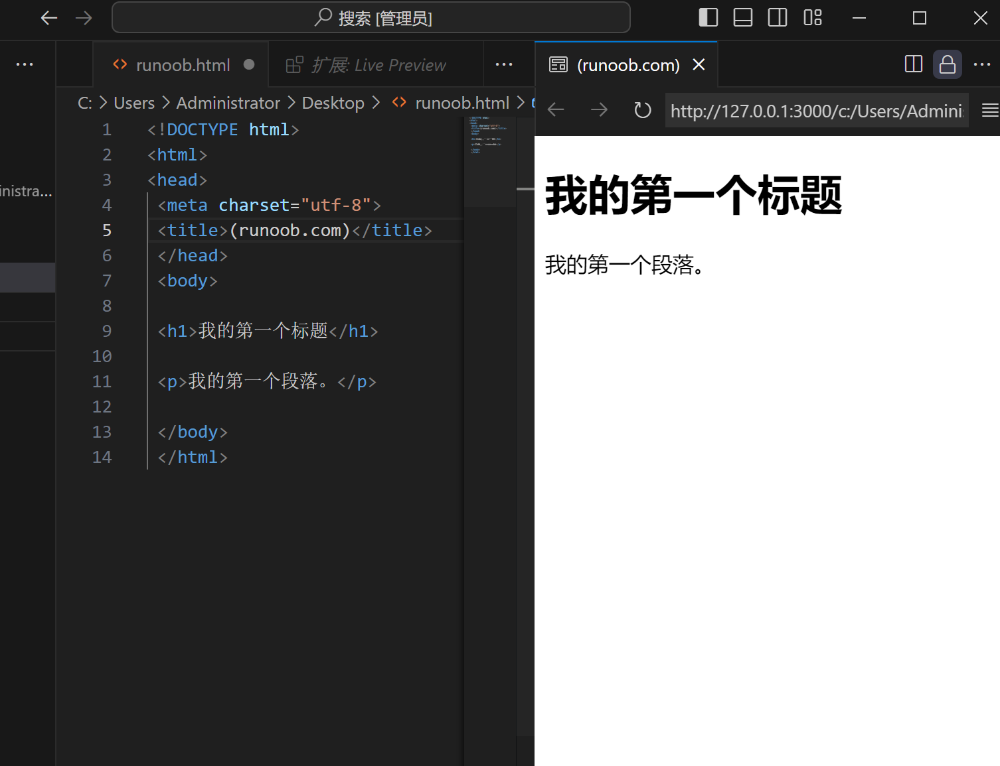 搜索 [管理员]
runoob.html
扩展: Live Preview
(runoob.com)
C: > Users > Administrator > Desktop > <> runoob.html >
http://127.0.0.1:3000/c:/Users/Admini
inistra...
1 <!DOCTYPE html>
2 <html>
3 <head>
4 <meta charset="utf-8">
5 <title>(runoob.com)</title>
6 </head>
7 <body>
8
9 <h1>我的第一个标题</h1>
10
11 <p>我的第一个段落。</p>
12
13 </body>
14 </html>
我的第一个标题
我的第一个段落。